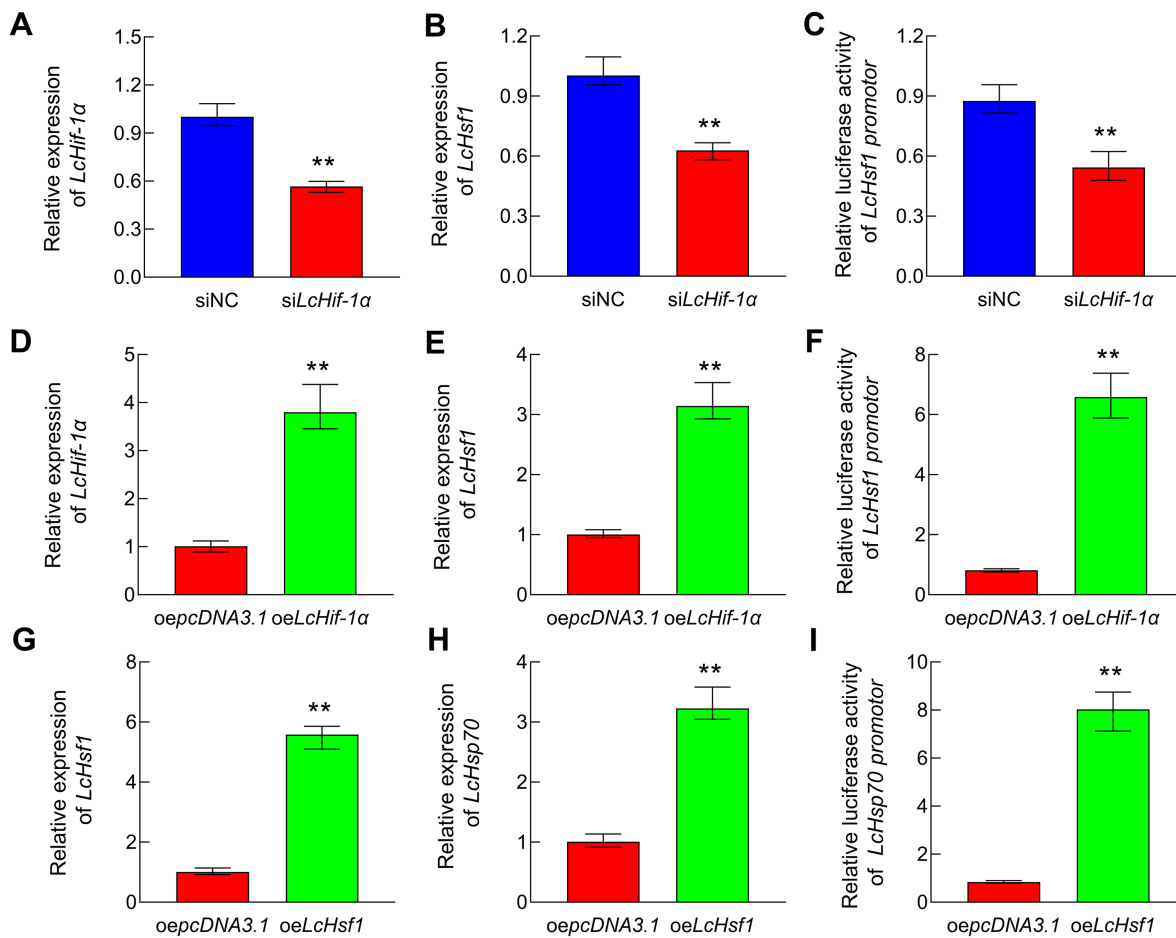 A
Relative expression
of LcHif-1α
1.5
1.2
0.9
0.6
0.3
0.0
**
siNC
siLcHif-1α
B
Relative expression
of LcHsf1
1.2
0.9
0.6
0.3
0.0
**
siNC
siLcHif-1α
C
Relative luciferase activity
of LcHsf1 promotor
1.2
0.9
0.6
0.3
0.0
**
siNC
siLcHif-1α
D
Relative expression
of LcHif-1α
5
4
3
2
1
0
**
oepcDNA3.1 oeLcHif-1α
E
Relative expression
of LcHsf1
4
3
2
1
0
**
oepcDNA3.1 oeLcHif-1α
F
Relative luciferase activity
of LcHsf1 promotor
8
6
4
2
0
**
oepcDNA3.1 oeLcHif-1α
G
Relative expression
of LcHsf1
8
6
4
2
0
**
oepcDNA3.1 oeLcHsf1
H
Relative expression
of LcHsp70
4
3
2
1
0
**
oepcDNA3.1 oeLcHsf1
I
Relative luciferase activity
of LcHsp70 promotor
10
8
6
4
2
0
**
oepcDNA3.1 oeLcHsf1